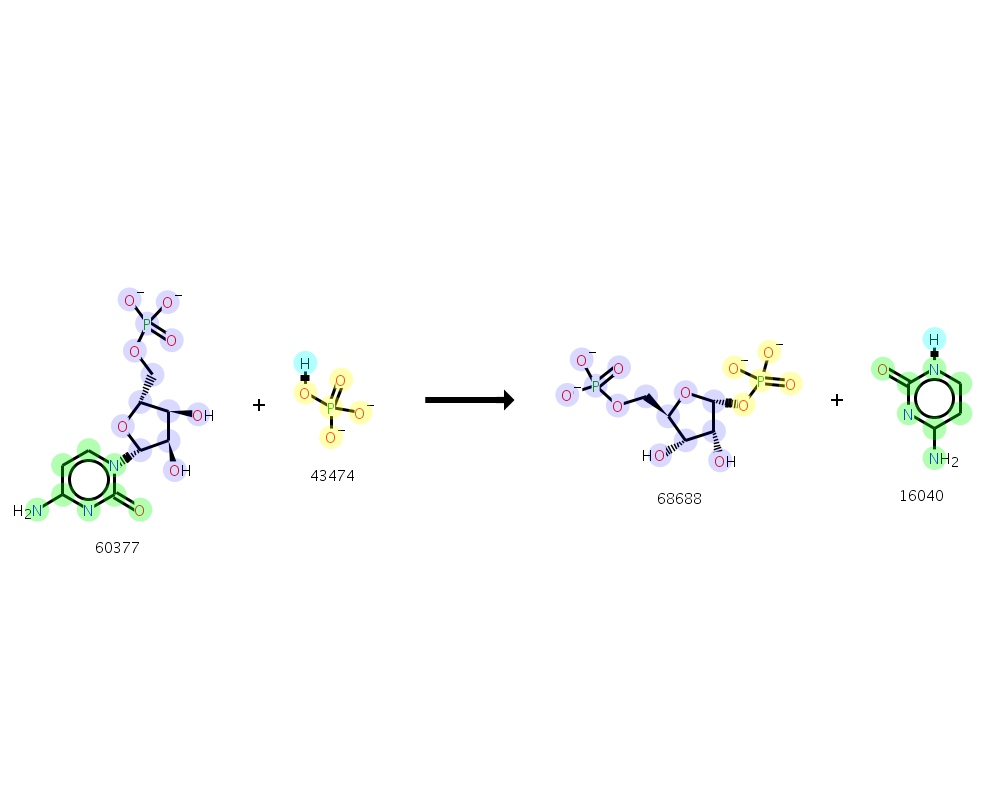 O⁻ O⁻
P
O O
OH
O
OH
N
H₂N N O
60377
+
H
O O
P
O⁻
O⁻
43474
O⁻ O
O⁻ P
O
O
O⁻
O⁻ P
O O
HO OH
68688
+
H
O N
N
NH₂
16040